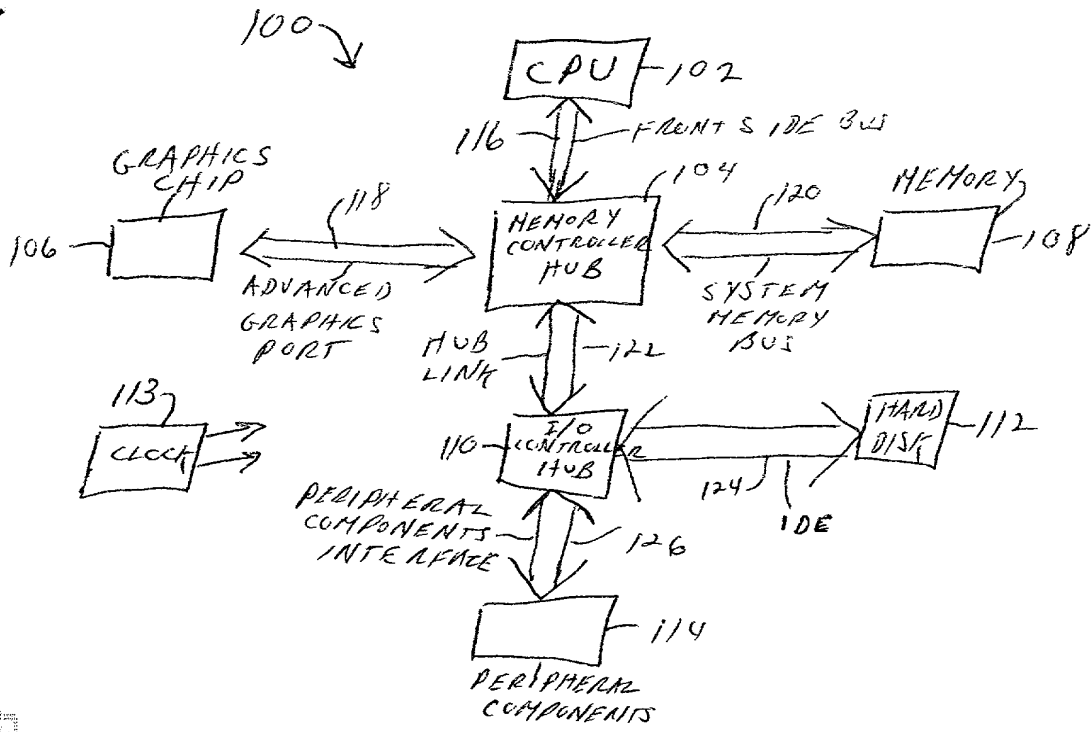 100
CPU
102
116
FRONT SIDE BUS
GRAPHICS
CHIP
106
118
ADVANCED
GRAPHICS
PORT
104
MEMORY
CONTROLLER
HUB
120
SYSTEM
MEMORY
BUS
MEMORY
108
HUB
LINK
122
113
CLOCK
110
I/O
CONTROLLER
HUB
124
IDE
HARD
DISK
112
PERIPHERAL
COMPONENTS
INTERFACE
126
114
PERIPHERAL
COMPONENTS